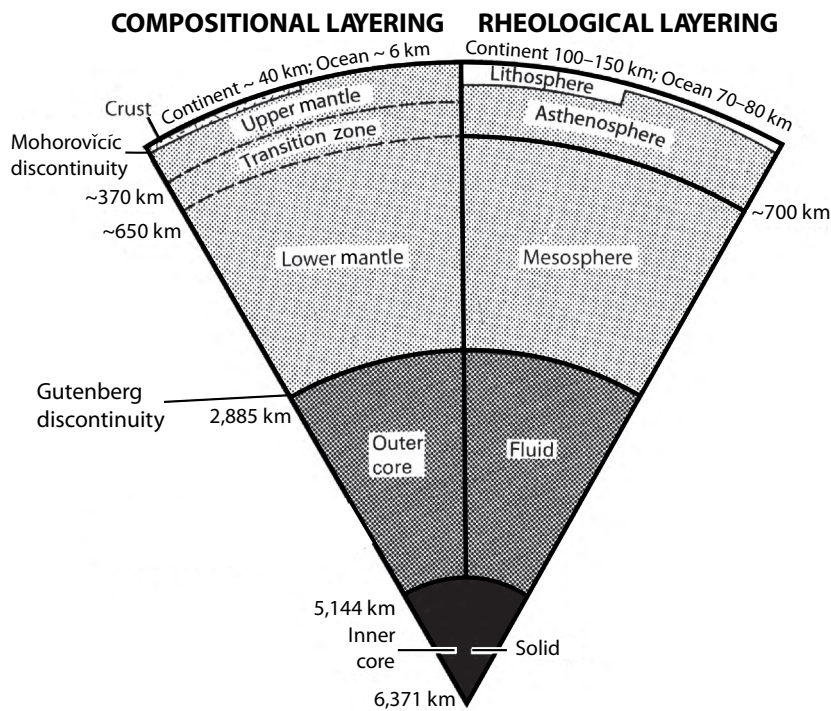 COMPOSITIONAL LAYERING
RHEOLOGICAL LAYERING
Continent ~ 40 km; Ocean ~ 6 km
Continent 100–150 km; Ocean 70–80 km
Crust
Mohorovĭcíc
discontinuity
~370 km
~650 km
Upper mantle
Transition zone
Lower mantle
Lithosphere
Asthenosphere
~700 km
Mesosphere
Gutenberg
discontinuity
2,885 km
Outer
core
Fluid
5,144 km
Inner
core
Solid
6,371 km